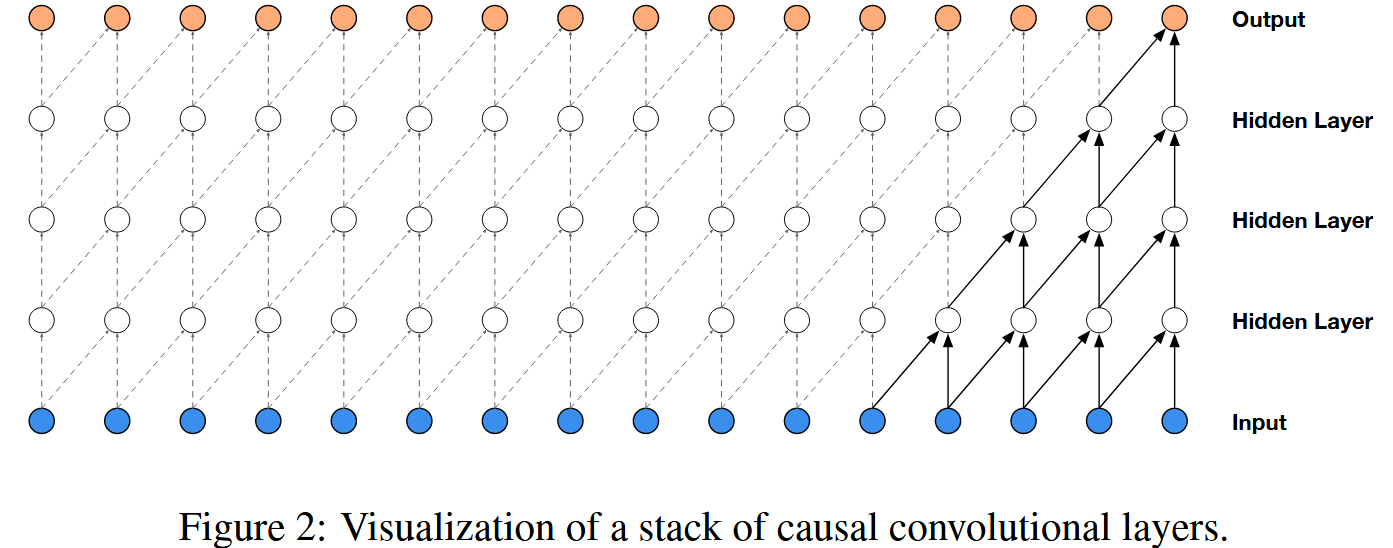 Output
Hidden Layer
Hidden Layer
Hidden Layer
Input
Figure 2: Visualization of a stack of causal convolutional layers.